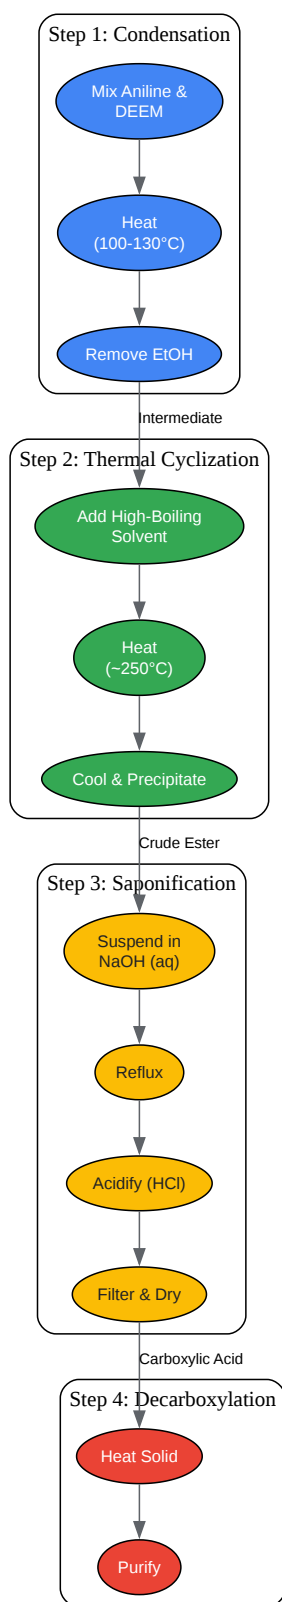 Step 1: Condensation
Mix Aniline &
DEEM
Heat
(100-130°C)
Remove EtOH
Intermediate
Step 2: Thermal Cyclization
Add High-Boiling
Solvent
Heat
(~250°C)
Cool & Precipitate
Crude Ester
Step 3: Saponification
Suspend in
NaOH (aq)
Reflux
Acidify (HCl)
Filter & Dry
Carboxylic Acid
Step 4: Decarboxylation
Heat Solid
Purify